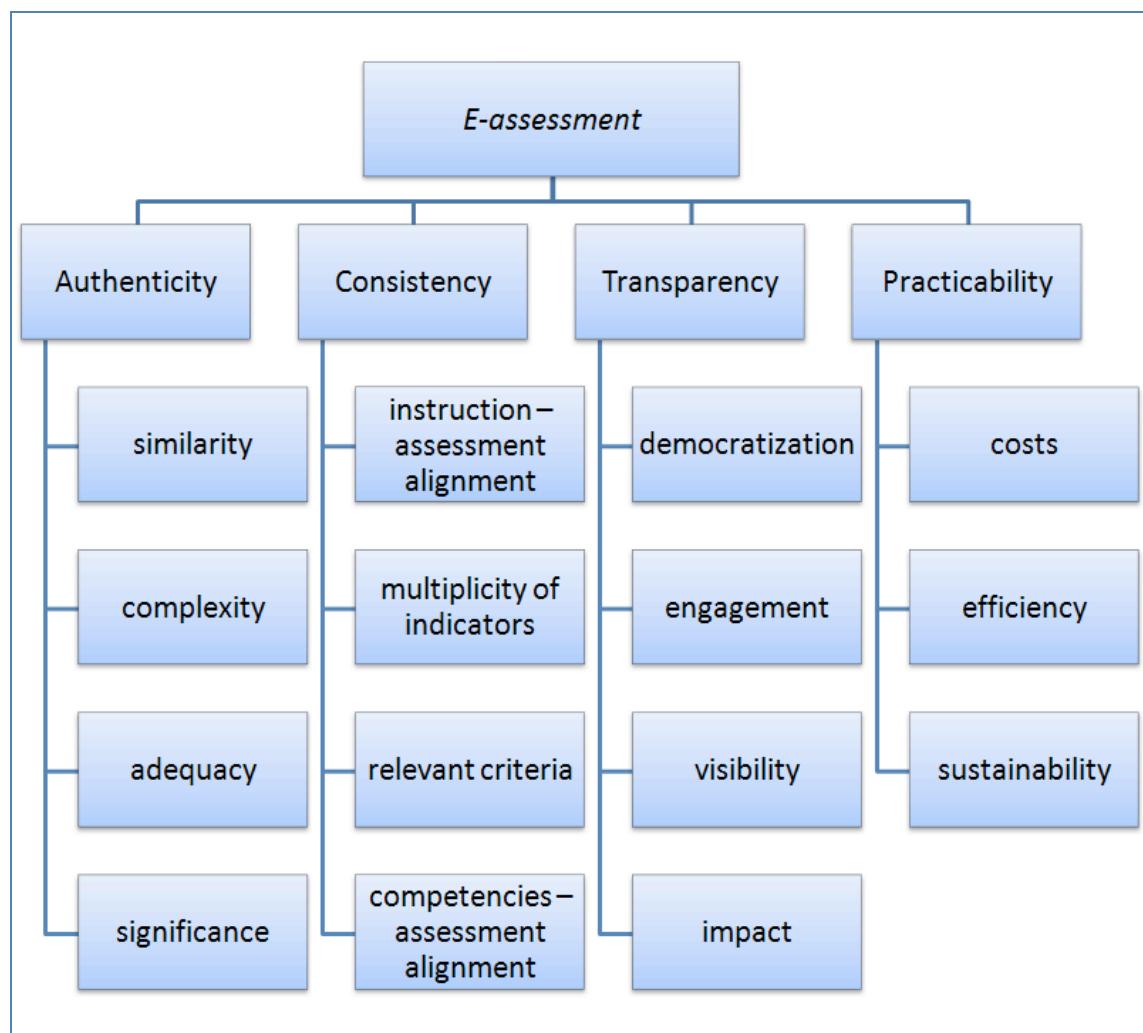 E-assessment
Authenticity
Consistency
Transparency
Practicability
similarity
complexity
adequacy
significance
instruction –
assessment
alignment
multiplicity of
indicators
relevant criteria
competencies –
assessment
alignment
democratization
engagement
visibility
impact
costs
efficiency
sustainability